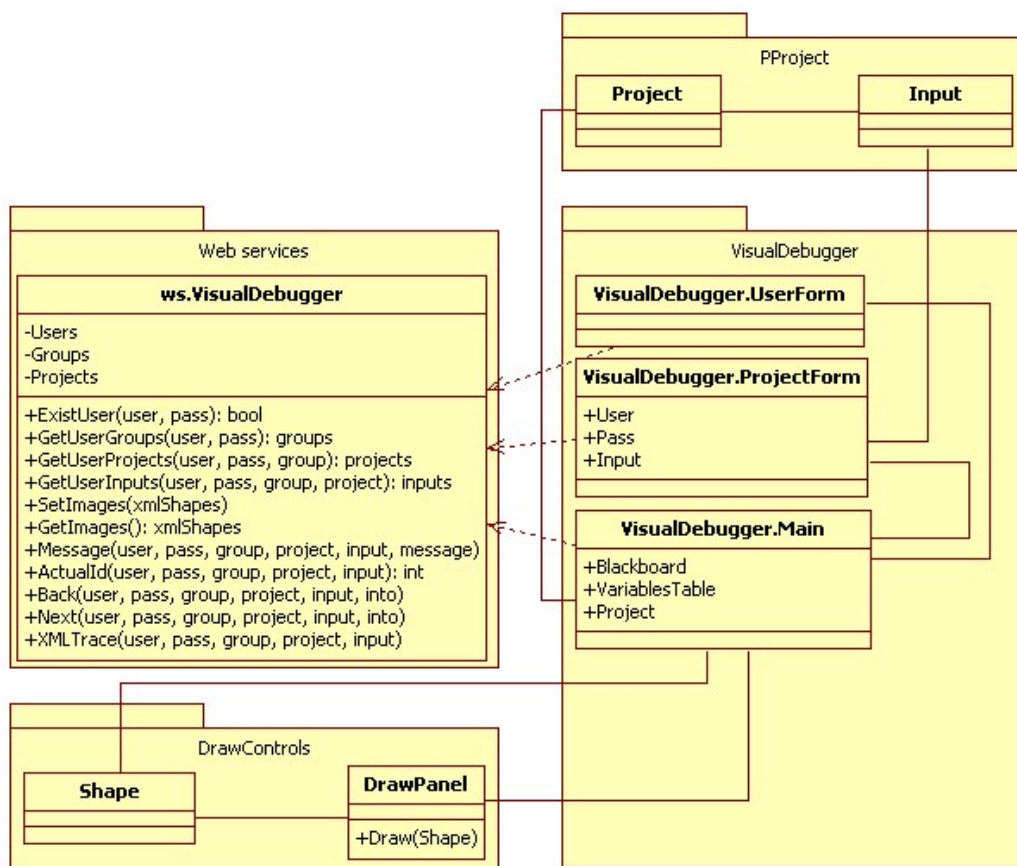 PProject
Project
Input
Web services
ws.VisualDebugger
-Users
-Groups
-Projects
+ExistUser(user, pass): bool
+GetUserGroups(user, pass): groups
+GetUserProjects(user, pass, group): projects
+GetUserInputs(user, pass, group, project): inputs
+SetImages(xmlShapes)
+GetImages(): xmlShapes
+Message(user, pass, group, project, input, message)
+ActualId(user, pass, group, project, input): int
+Back(user, pass, group, project, input, into)
+Next(user, pass, group, project, input, into)
+XMLTrace(user, pass, group, project, input)
VisualDebugger
VisualDebugger.UserForm
VisualDebugger.ProjectForm
+User
+Pass
+Input
VisualDebugger.Main
+Blackboard
+VariablesTable
+Project
DrawControls
Shape
DrawPanel
+Draw(Shape)